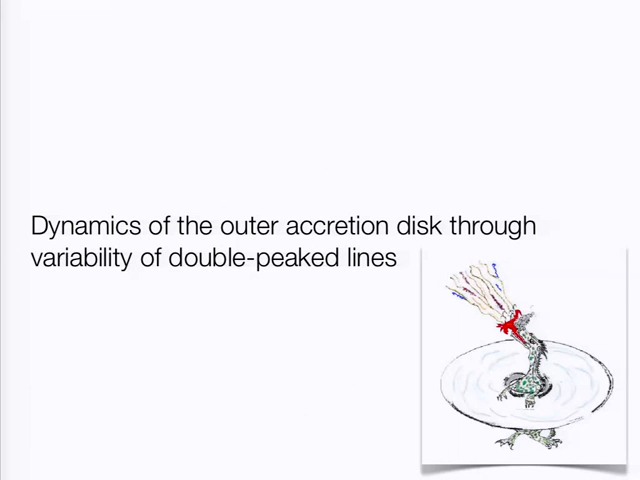 Dynamics of the outer accretion disk through
variability of double-peaked lines